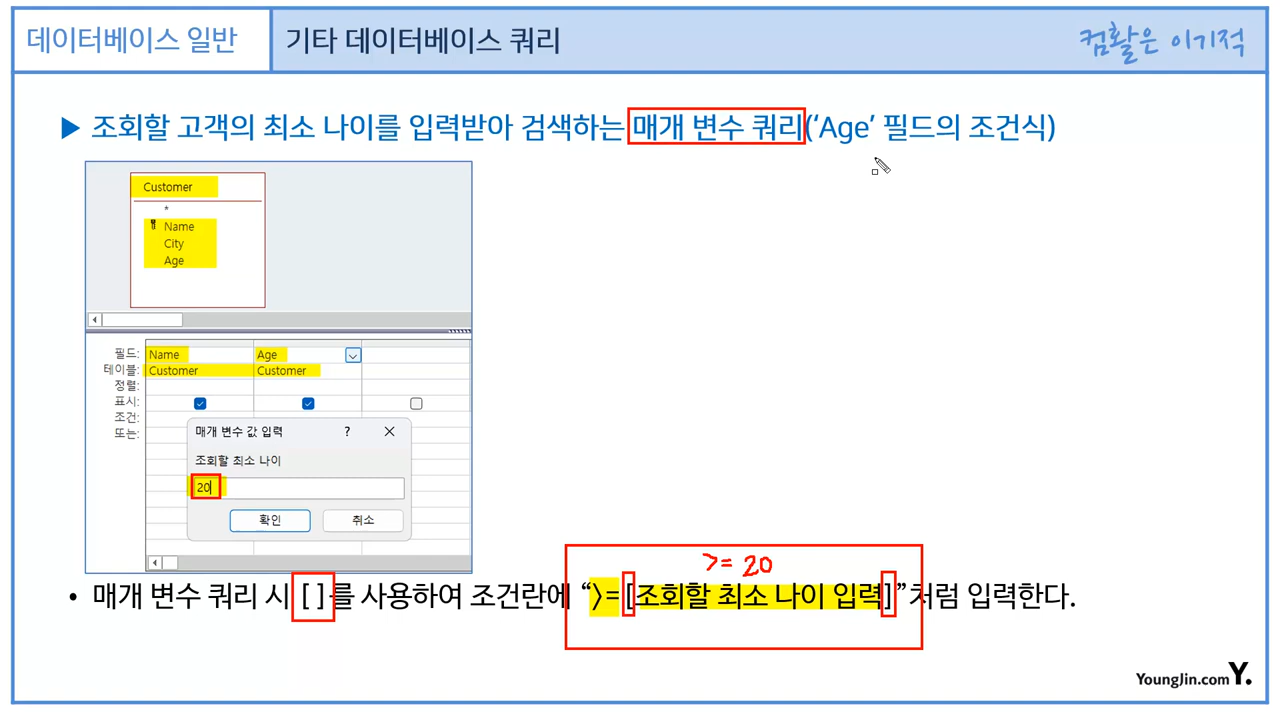 데이터베이스 일반
기타 데이터베이스 쿼리
컴활은 이기적
▶ 조회할 고객의 최소 나이를 입력받아 검색하는 매개 변수 쿼리(‘Age’ 필드의 조건식)
Customer
*
Name
City
Age
필드: Name Age
테이블: Customer Customer
정렬:
표시:
조건:
또는:
매개 변수 값 입력 ?
조회할 최소 나이
20
확인 취소
>= 20
• 매개 변수 쿼리 시 [ ]를 사용하여 조건란에 “>= [조회할 최소 나이 입력]”처럼 입력한다.
YoungJin.com Y.